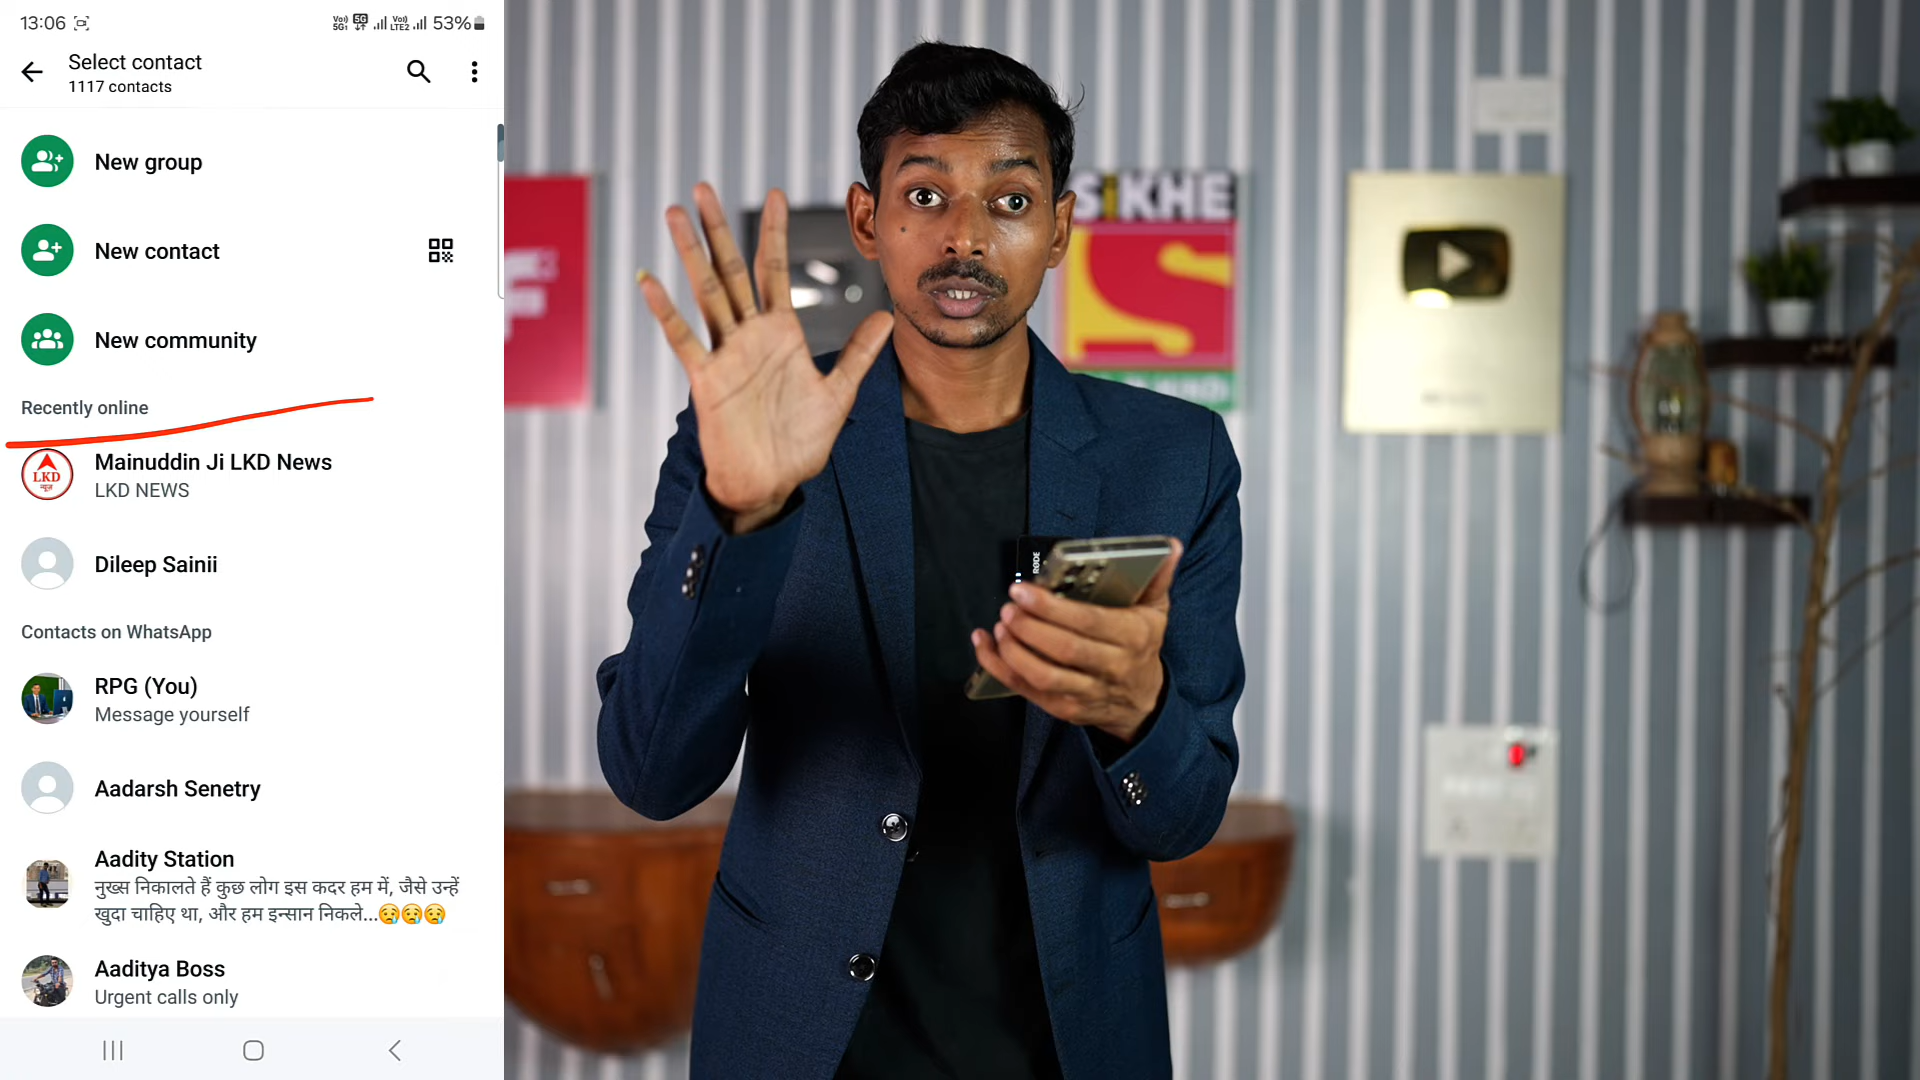 13:06
53%
Select contact
1117 contacts
New group
New contact
New community
Recently online
Mainuddin Ji LKD News
LKD NEWS
LKD
न्यूज़
Dileep Sainii
Contacts on WhatsApp
RPG (You)
Message yourself
Aadarsh Senetry
Aadity Station
नुख्स निकालते हैं कुछ लोग इस कदर हम में, जैसे उन्हें
खुदा चाहिए था, और हम इन्सान निकले...😢😢😢
Aaditya Boss
Urgent calls only
SiKHE
RØDE